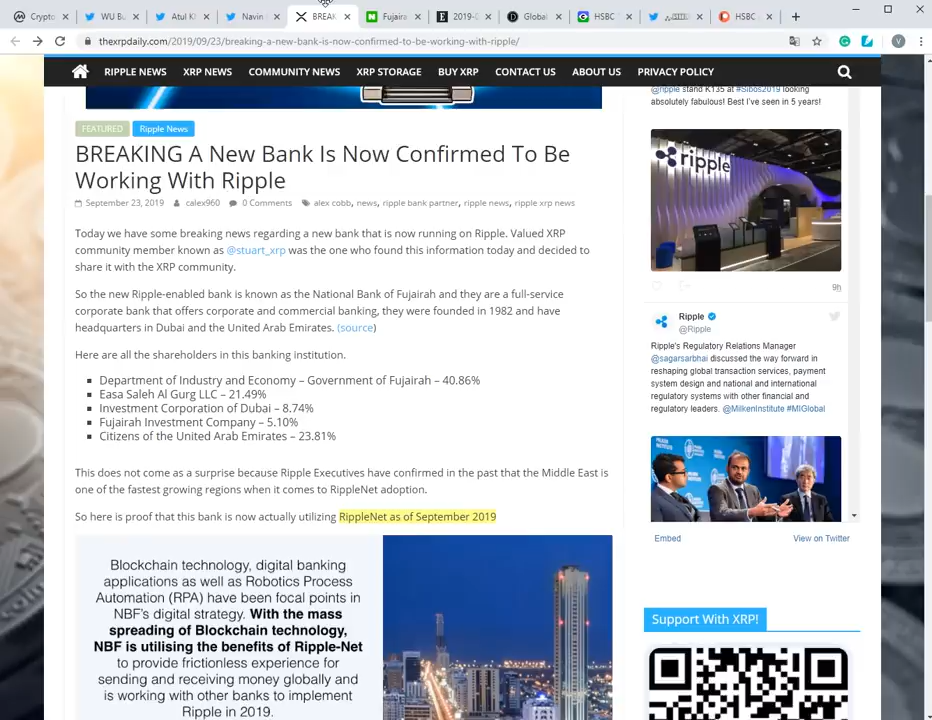 Crypto
WU Bu
Atul K
Navin
BREAK
Fujaira
2019-0
Global
HSBC
HSBC
thexrpdaily.com/2019/09/23/breaking-a-new-bank-is-now-confirmed-to-be-working-with-ripple/
V
RIPPLE NEWS XRP NEWS COMMUNITY NEWS XRP STORAGE BUY XRP CONTACT US ABOUT US PRIVACY POLICY
FEATURED Ripple News
BREAKING A New Bank Is Now Confirmed To Be
Working With Ripple
September 23, 2019 calex960 0 Comments alex cobb, news, ripple bank partner, ripple news, ripple xrp news
Today we have some breaking news regarding a new bank that is now running on Ripple. Valued XRP
community member known as @stuart_xrp was the one who found this information today and decided to
share it with the XRP community.
So the new Ripple-enabled bank is known as the National Bank of Fujairah and they are a full-service
corporate bank that offers corporate and commercial banking, they were founded in 1982 and have
headquarters in Dubai and the United Arab Emirates. (source)
Here are all the shareholders in this banking institution.
Department of Industry and Economy – Government of Fujairah – 40.86%
Easa Saleh Al Gurg LLC – 21.49%
Investment Corporation of Dubai – 8.74%
Fujairah Investment Company – 5.10%
Citizens of the United Arab Emirates – 23.81%
This does not come as a surprise because Ripple Executives have confirmed in the past that the Middle East is
one of the fastest growing regions when it comes to RippleNet adoption.
So here is proof that this bank is now actually utilizing RippleNet as of September 2019
Blockchain technology, digital banking
applications as well as Robotics Process
Automation (RPA) have been focal points in
NBF's digital strategy. With the mass
spreading of Blockchain technology,
NBF is utilising the benefits of Ripple-Net
to provide frictionless experience for
sending and receiving money globally and
is working with other banks to implement
Ripple in 2019.
@ripple stand K135 at #Sibos2019 looking
absolutely fabulous! Best I've seen in 5 years!
ripple
9h
Ripple
@Ripple
Ripple's Regulatory Relations Manager
@sagarsarbhai discussed the way forward in
reshaping global transaction services, payment
system design and national and international
regulatory systems with other financial and
regulatory leaders. @MilkenInstitute #MIGlobal
Embed View on Twitter
Support With XRP!